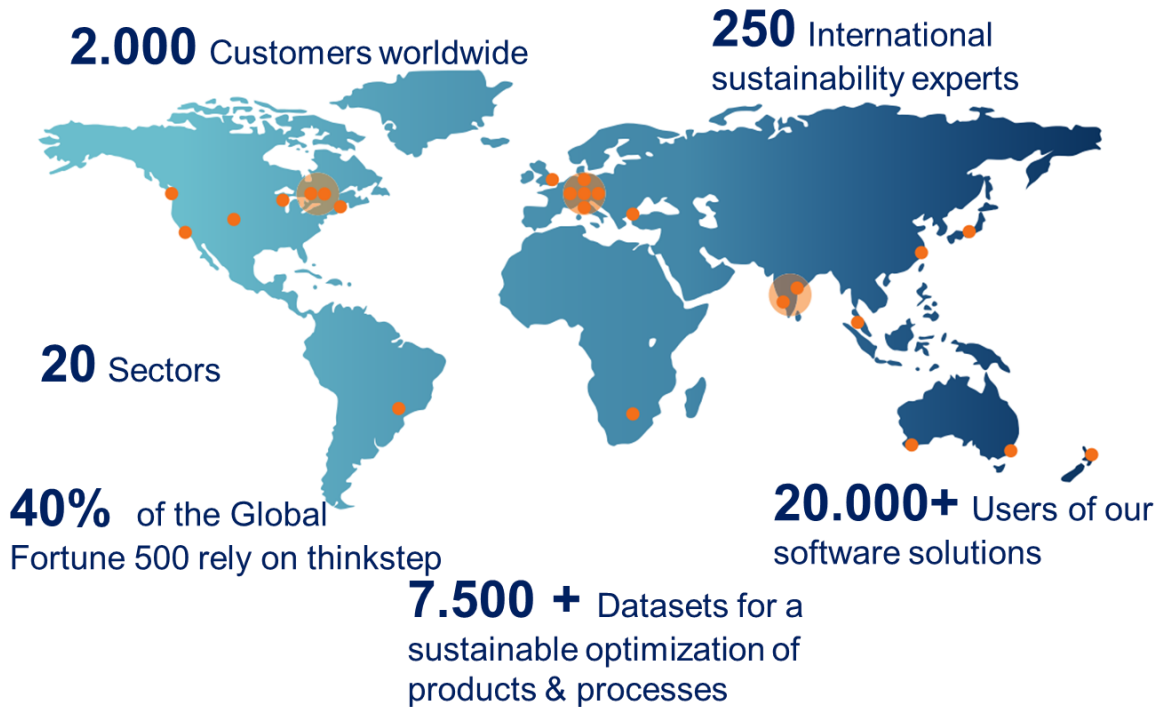 2.000 Customers worldwide
250 International
sustainability experts
20 Sectors
40% of the Global
Fortune 500 rely on thinkstep
20.000+ Users of our
software solutions
7.500 + Datasets for a
sustainable optimization of
products & processes